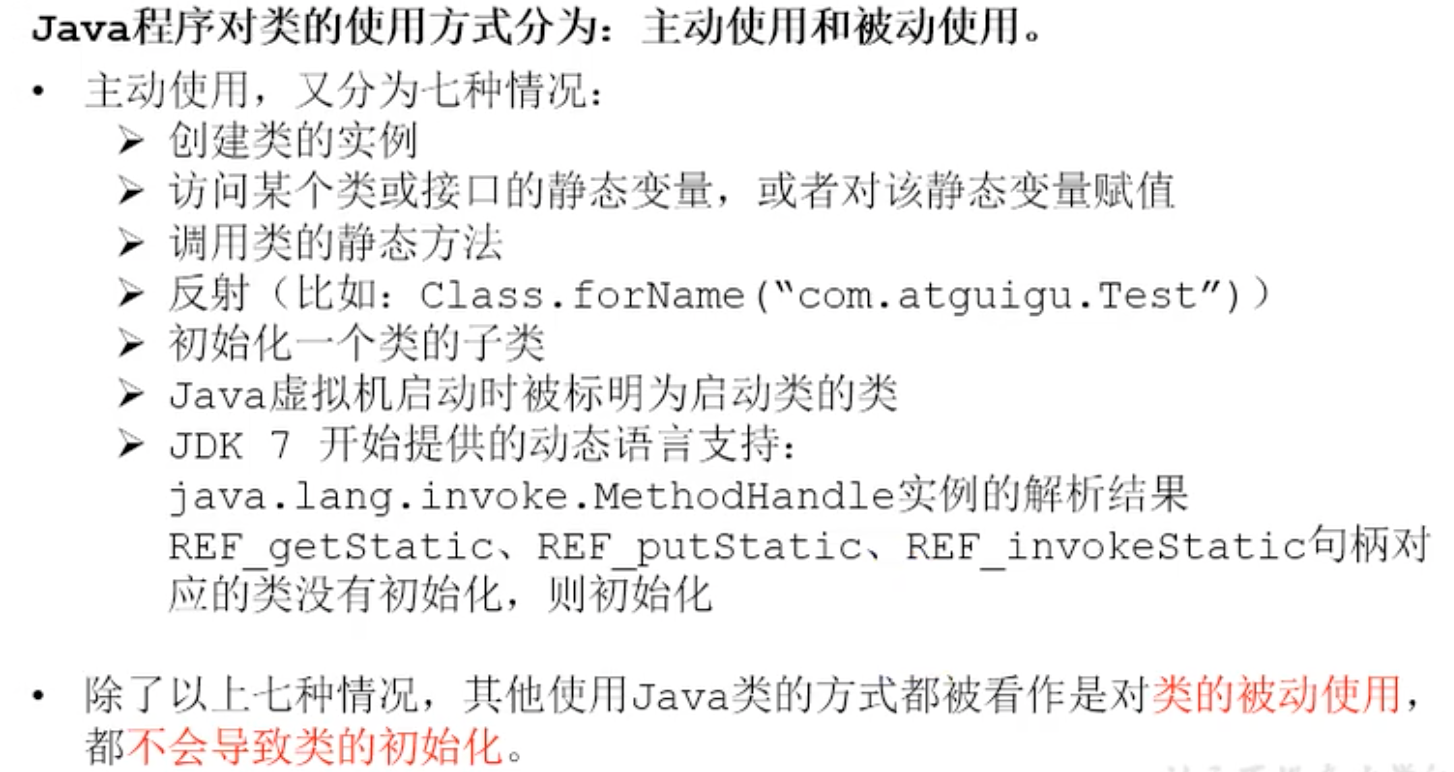 Java程序对类的使用方式分为：主动使用和被动使用。
• 主动使用，又分为七种情况：
➢ 创建类的实例
➢ 访问某个类或接口的静态变量，或者对该静态变量赋值
➢ 调用类的静态方法
➢ 反射（比如：Class.forName(“com.atguigu.Test”)）
➢ 初始化一个类的子类
➢ Java虚拟机启动时被标明为启动类的类
➢ JDK 7 开始提供的动态语言支持：
java.lang.invoke.MethodHandle实例的解析结果
REF_getStatic、REF_putStatic、REF_invokeStatic句柄对
应的类没有初始化，则初始化
• 除了以上七种情况，其他使用Java类的方式都被看作是对类的被动使用，
都不会导致类的初始化。